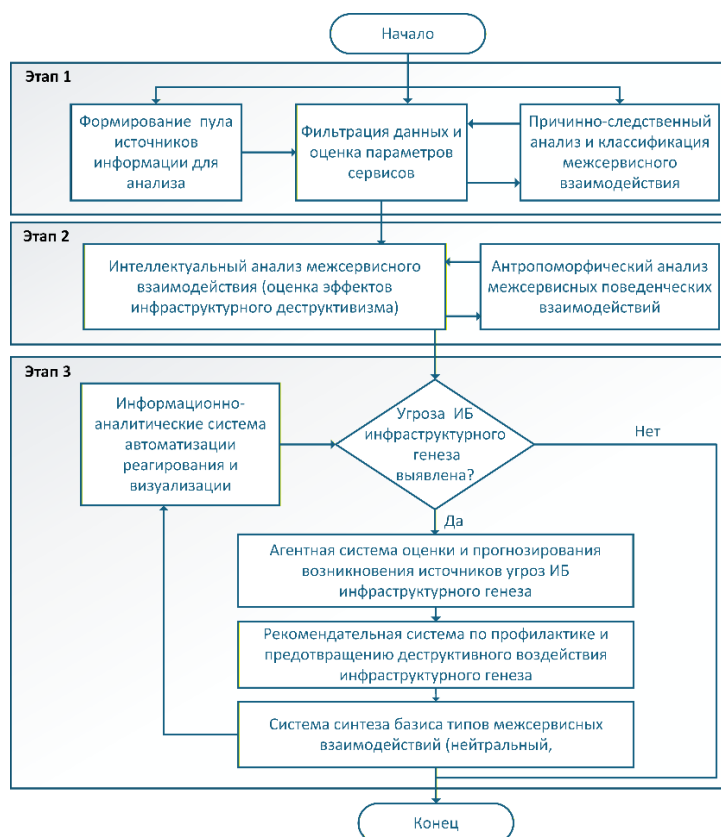 Начало
Этап 1
Формирование пула
источников
информации для
анализа
Фильтрация данных и
оценка параметров
сервисов
Причинно-следственный
анализ и классификация
межсервисного
взаимодействия
Этап 2
Интеллектуальный анализ межсервисного
взаимодействия (оценка эффектов
инфраструктурного деструктивизма)
Антропоморфический анализ
межсервисных поведенческих
взаимодействий
Этап 3
Информационно-
аналитические система
автоматизации
реагирования и
визуализации
Угроза ИБ
инфраструктурного
генеза
выявлена?
Нет
Да
Агентная система оценки и прогнозирования
возникновения источников угроз ИБ
инфраструктурного генеза
Рекомендательная система по профилактике и
предотвращению деструктивного воздействия
инфраструктурного генеза
Система синтеза базиса типов межсервисных
взаимодействий (нейтральный,
Конец